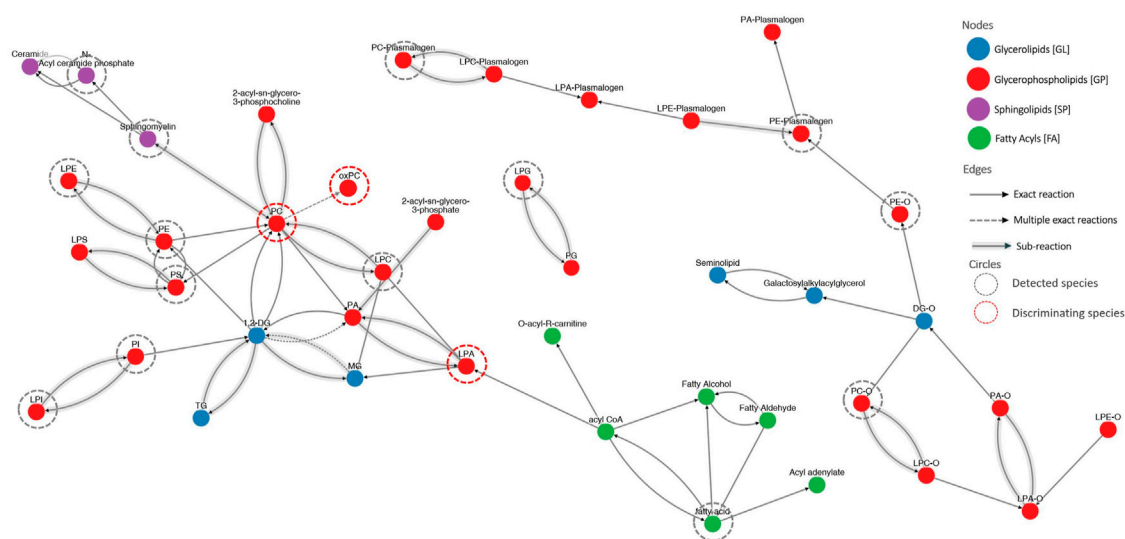 Nodes
Glycerolipids [GL]
Glycerophospholipids [GP]
Sphingolipids [SP]
Fatty Acyls [FA]
Edges
Exact reaction
Multiple exact reactions
Sub-reaction
Circles
Detected species
Discriminating species
Ceramide
N-
Acyl ceramide phosphate
Sphingomyelin
2-acyl-sn-glycero-
3-phosphocholine
LPE
oxPC
PE
PC
LPS
PS
2-acyl-sn-glycero-
3-phosphate
LPC
PA
1,2-DG
LPA
PI
MG
LPI
TG
PC-Plasmalogen
LPC-Plasmalogen
LPA-Plasmalogen
LPE-Plasmalogen
PA-Plasmalogen
PE-Plasmalogen
LPG
PG
PE-O
Seminolipid
Galactosylalkylacylglycerol
DG-O
O-acyl-R-carnitine
Fatty Alcohol
Fatty Aldehyde
acyl CoA
Acyl adenylate
fatty acid
PC-O
PA-O
LPE-O
LPC-O
LPA-O